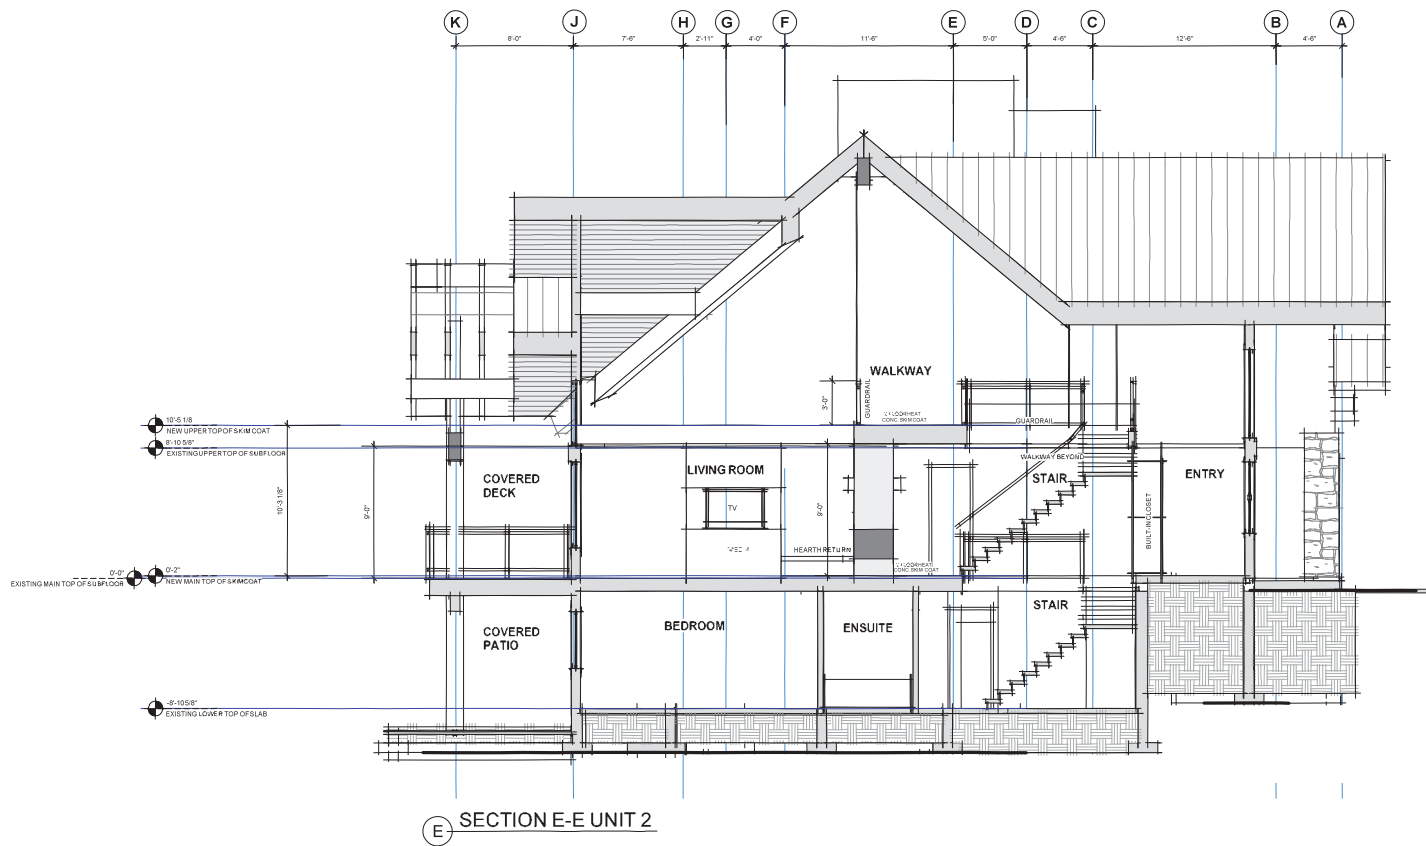 K J H G F E D C B A
8'-0" 7'-6" 2'-11" 4'-0" 11'-6" 5'-0" 4'-6" 12'-6" 4'-6"
WALKWAY
GUARDRAIL
3'-0"
CONC. SKIM COAT
GUARDRAIL
10'-5 1/8
NEW UPPER TOP OF SKIM COAT
8'-10 5/8"
EXISTING UPPER TOP OF SUBFLOOR
WALKWAY BEYOND
COVERED
DECK
LIVING ROOM
STAIR
ENTRY
10'-3 1/8"
9'-0"
TV
9'-0"
BUILT-IN CLOSET
HEARTH RETURN
CONC. SKIM COAT
0'-0"
EXISTING MAIN TOP OF SUBFLOOR
0'-2"
NEW MAIN TOP OF SKIMCOAT
STAIR
COVERED
PATIO
BEDROOM
ENSUITE
-8'-10 5/8"
EXISTING LOWER TOP OF SLAB
E SECTION E-E UNIT 2